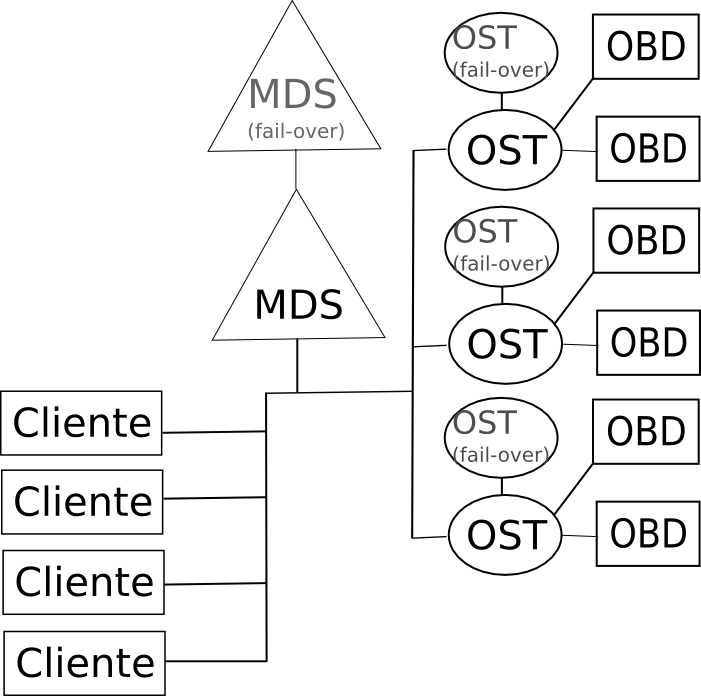 MDS
(fail-over)
MDS
Cliente
Cliente
Cliente
Cliente
OST
(fail-over)
OST
OBD
OBD
OST
(fail-over)
OST
OBD
OBD
OST
(fail-over)
OST
OBD
OBD